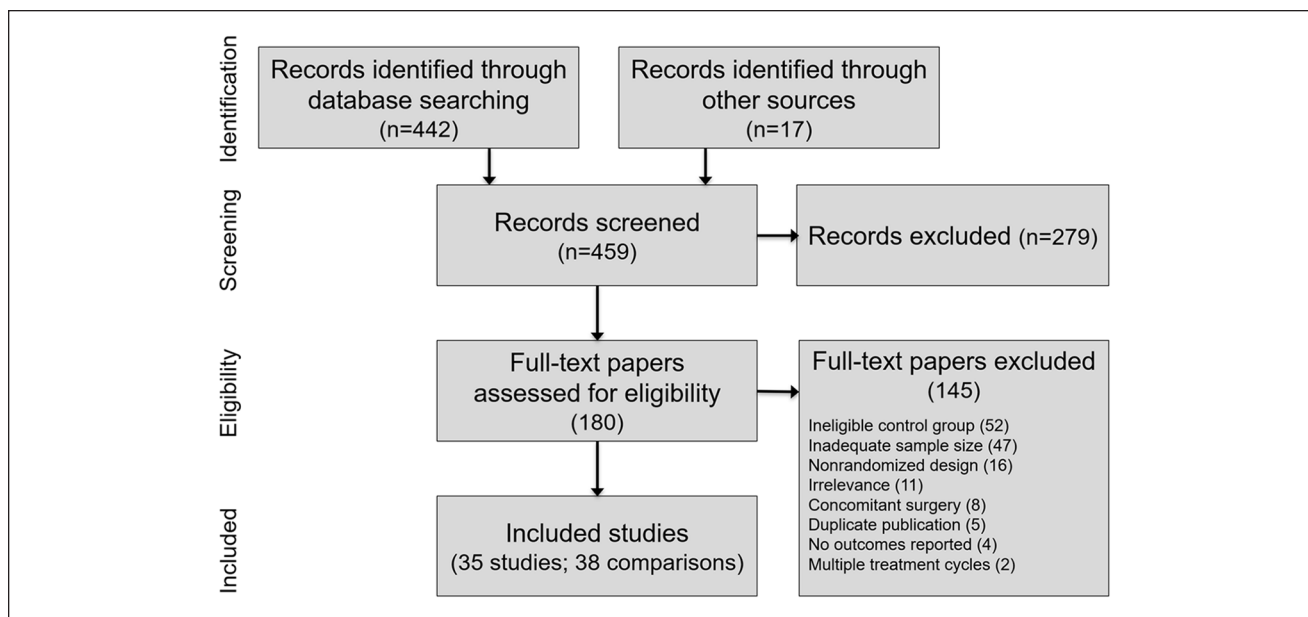 Identification
Records identified through
database searching
(n=442)
Records identified through
other sources
(n=17)
Screening
Records screened
(n=459)
Records excluded (n=279)
Eligibility
Full-text papers
assessed for eligibility
(180)
Full-text papers excluded
(145)
Ineligible control group (52)
Inadequate sample size (47)
Nonrandomized design (16)
Irrelevance (11)
Concomitant surgery (8)
Duplicate publication (5)
No outcomes reported (4)
Multiple treatment cycles (2)
Included
Included studies
(35 studies; 38 comparisons)